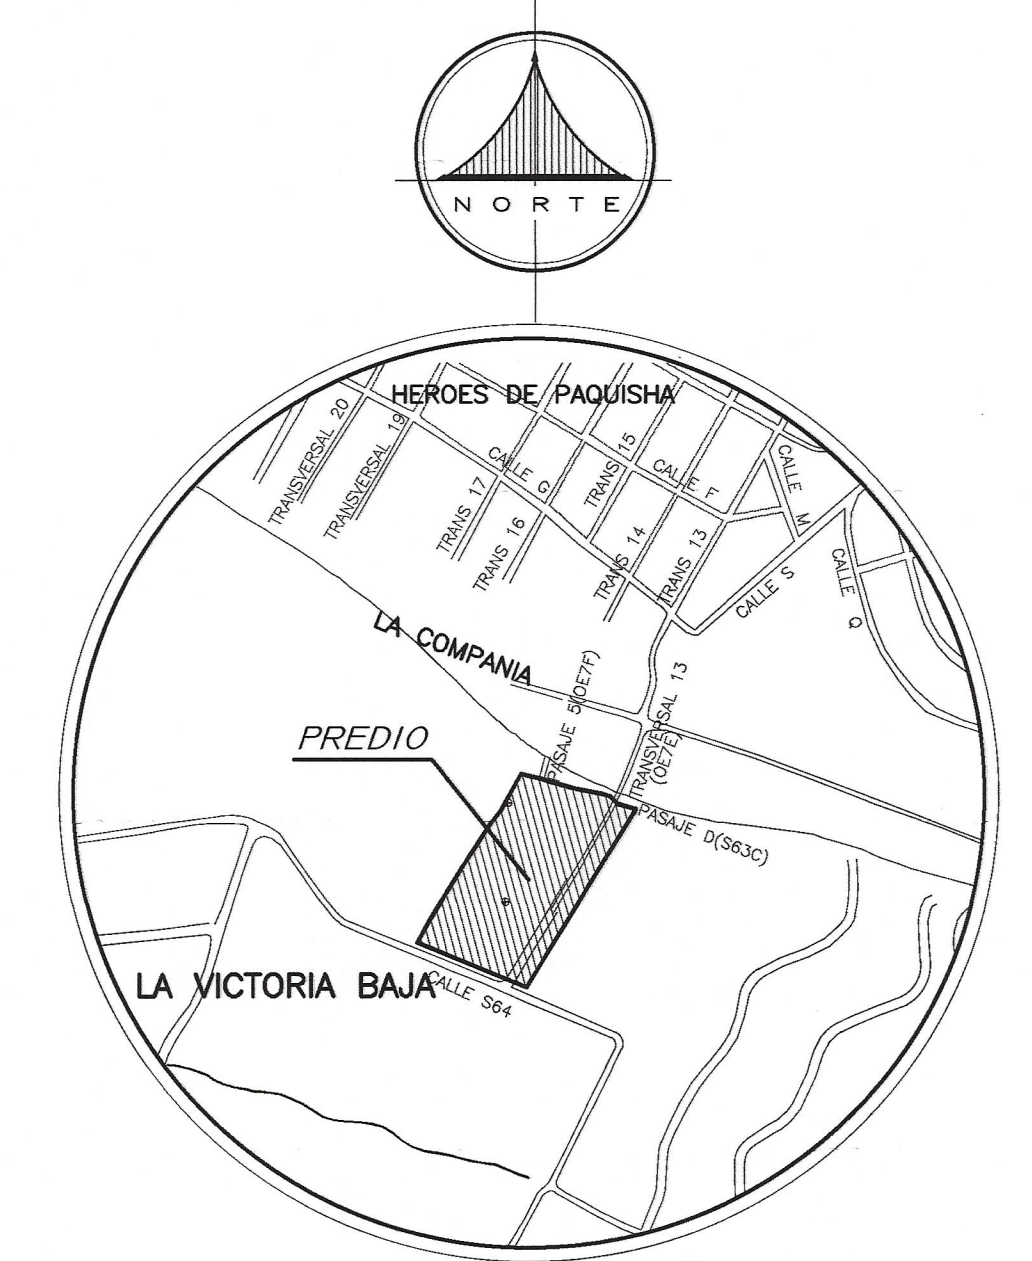 NORTE
HEROES DE PAQUISHA
TRANSVERSAL 20
TRANSVERSAL 19
CALLE G
TRANS 17
TRANS 16
TRANS 15
CALLE F
TRANS 14
TRANS 13
CALLE M
CALLE S
CALLE Q
LA COMPANIA
PASAJE 5(OE7F)
TRANSVERSAL 13
(OE7E)
PREDIO
PASAJE D(S63C)
LA VICTORIA BAJA
CALLE S64